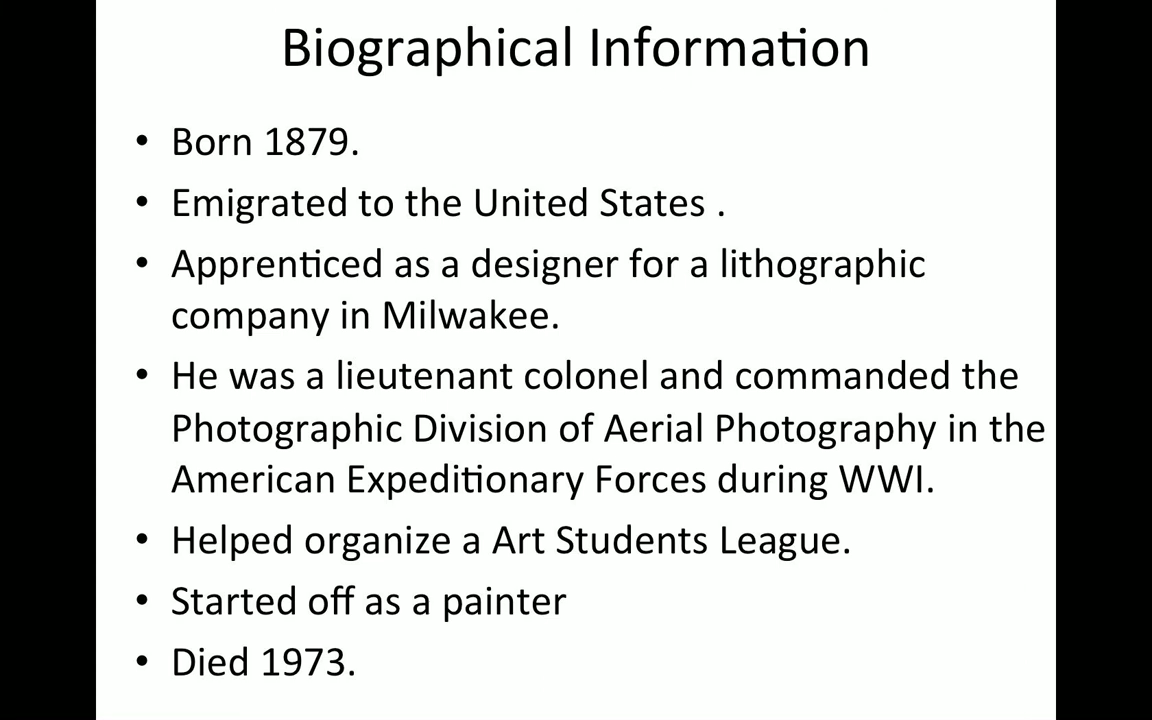 Biographical Information
• Born 1879.
• Emigrated to the United States .
• Apprenticed as a designer for a lithographic
company in Milwakee.
• He was a lieutenant colonel and commanded the
Photographic Division of Aerial Photography in the
American Expeditionary Forces during WWI.
• Helped organize a Art Students League.
• Started off as a painter
• Died 1973.